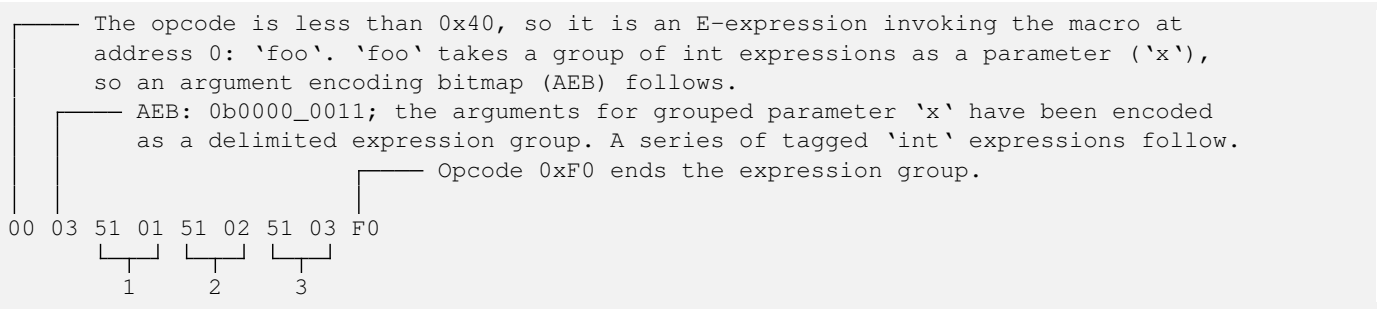 The opcode is less than 0x40, so it is an E-expression invoking the macro at
address 0: `foo`. `foo` takes a group of int expressions as a parameter (`x`),
so an argument encoding bitmap (AEB) follows.
AEB: 0b0000_0011; the arguments for grouped parameter `x` have been encoded
as a delimited expression group. A series of tagged `int` expressions follow.
Opcode 0xF0 ends the expression group.
00 03 51 01 51 02 51 03 F0
1 2 3